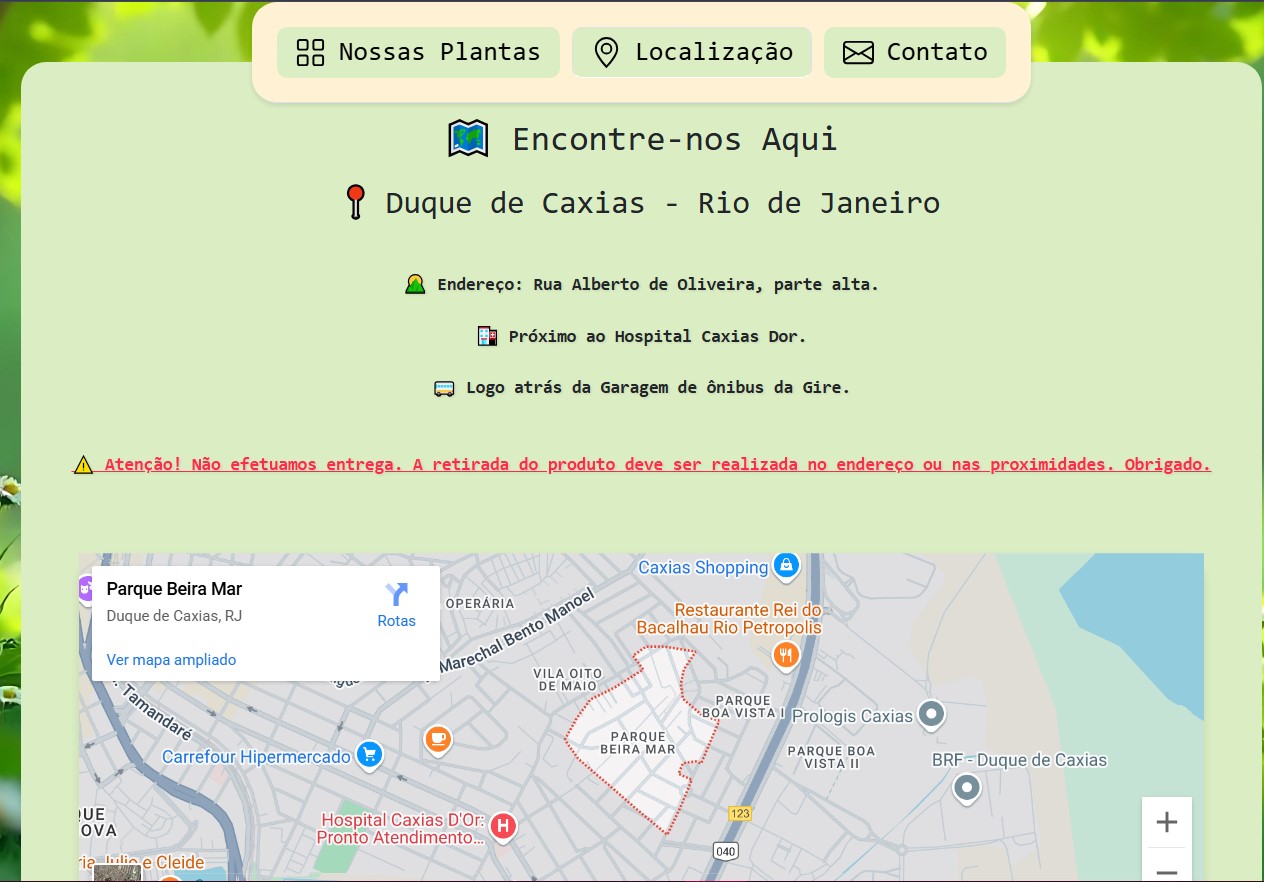 Nossas Plantas
Localização
Contato
Encontre-nos Aqui
Duque de Caxias - Rio de Janeiro
Endereço: Rua Alberto de Oliveira, parte alta.
Próximo ao Hospital Caxias Dor.
Logo atrás da Garagem de ônibus da Gire.
Atenção! Não efetuamos entrega. A retirada do produto deve ser realizada no endereço ou nas proximidades. Obrigado.
Parque Beira Mar
Duque de Caxias, RJ
Rotas
Ver mapa ampliado
Caxias Shopping
OPERÁRIA
Marechal Bento Manoel
Restaurante Rei do
Bacalhau Rio Petropolis
VILA OITO
DE MAIO
PARQUE
BOA VISTA I
Prologis Caxias
Tamandaré
PARQUE
BEIRA MAR
PARQUE BOA
VISTA II
Carrefour Hipermercado
BRF - Duque de Caxias
123
Hospital Caxias D'Or:
Pronto Atendimento...
H
040
QUE
OVA
ria Julio e Cleide
+
−